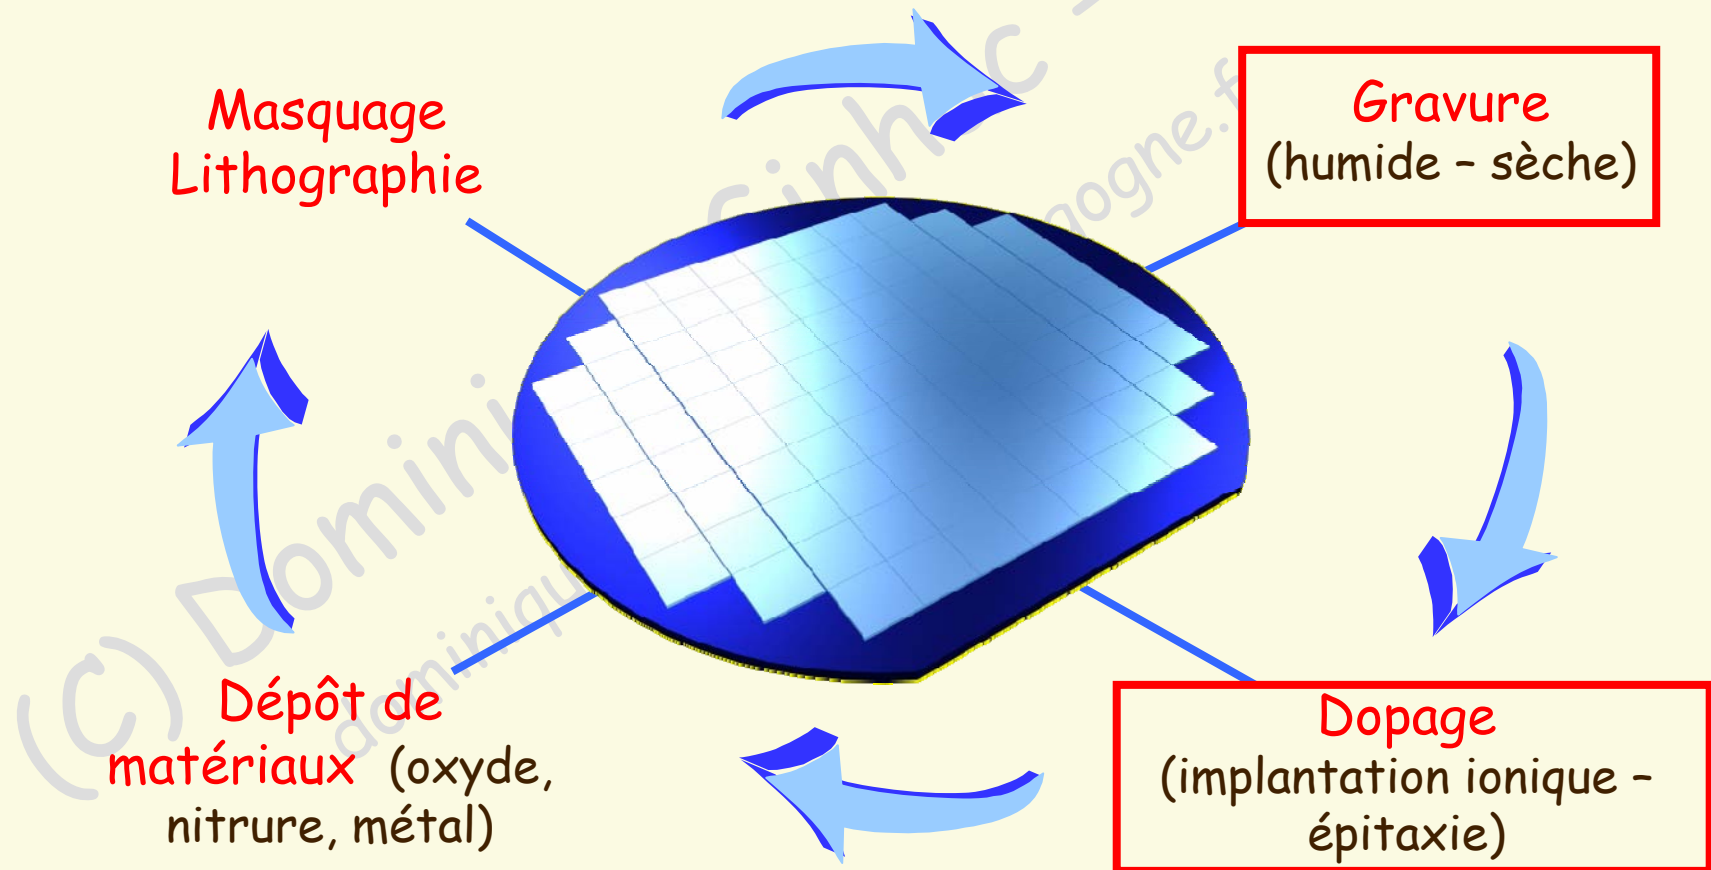 Masquage
Lithographie
Gravure
(humide – sèche)
Dépôt de
matériaux (oxyde,
nitrure, métal)
Dopage
(implantation ionique –
épitaxie)
(C)